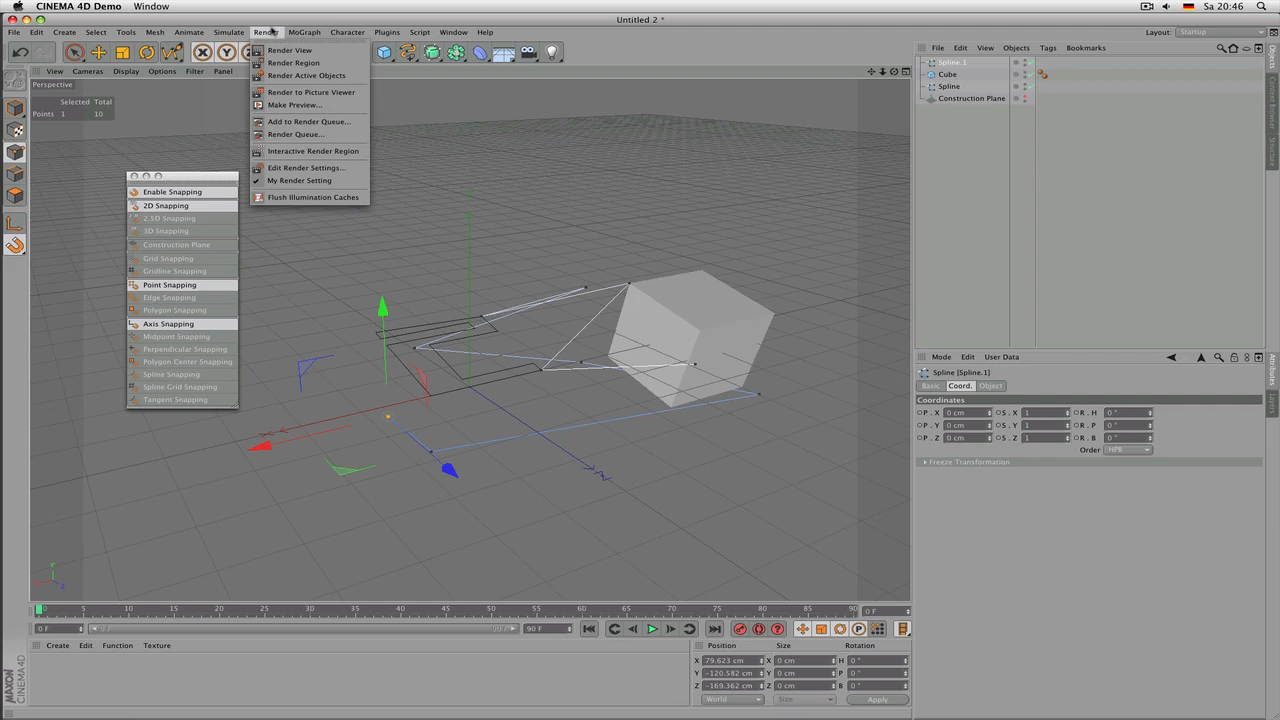 CINEMA 4D Demo Window
Sa 20:46
Untitled 2 *
File Edit Create Select Tools Mesh Animate Simulate Render MoGraph Character Plugins Script Window Help
Layout: Startup
X Y
File Edit View Objects Tags Bookmarks
View Cameras Display Options Filter Panel
Perspective
Selected Total
Points 1 10
Render View
Render Region
Render Active Objects
Render to Picture Viewer
Make Preview...
Add to Render Queue...
Render Queue...
Interactive Render Region
Edit Render Settings...
My Render Setting
Flush Illumination Caches
Enable Snapping
2D Snapping
2.5D Snapping
3D Snapping
Construction Plane
Grid Snapping
Gridline Snapping
Point Snapping
Edge Snapping
Polygon Snapping
Axis Snapping
Midpoint Snapping
Perpendicular Snapping
Polygon Center Snapping
Spline Snapping
Spline Grid Snapping
Tangent Snapping
Spline.1
Cube
Spline
Construction Plane
Objects
Content Browser
Structure
Mode Edit User Data
Spline [Spline.1]
Basic Coord. Object
Coordinates
P . X 0 cm S . X 1 R . H 0 °
P . Y 0 cm S . Y 1 R . P 0 °
P . Z 0 cm S . Z 1 R . B 0 °
Order HPB
Freeze Transformation
Attributes
Layers
Y
Z
0 5 10 15 20 25 30 35 40 45 50 55 60 65 70 75 80 85 90
0 F
0 F
90 F
P
File Edit Function Texture
Position Size Rotation
X 79.623 cm X 0 cm H 0 °
Y -120.582 cm Y 0 cm P 0 °
Z -169.362 cm Z 0 cm B 0 °
World Size Apply
MAXON
CINEMA 4D